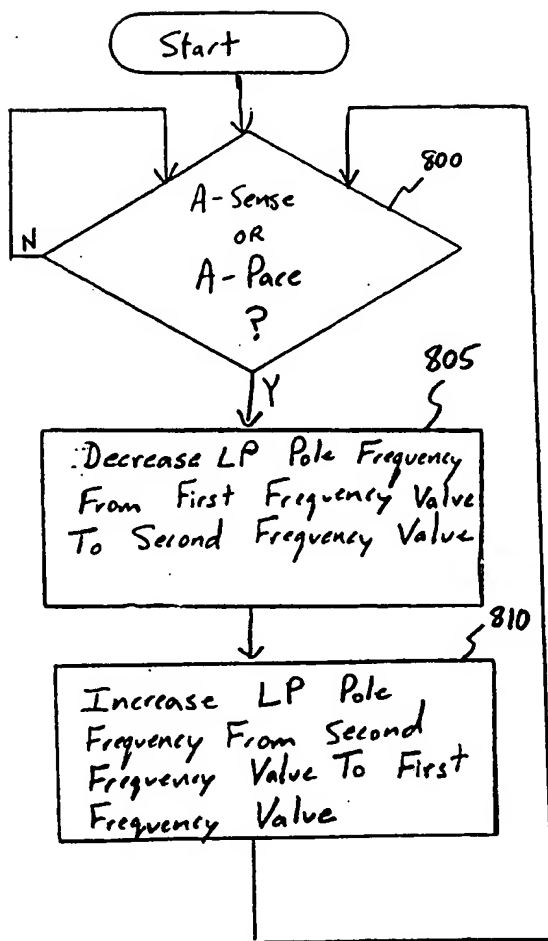 Start
800
A-Sense
OR
A-Pace
?
N
Y
805
Decrease LP Pole Frequency
From First Frequency Value
To Second Frequency Value
810
Increase LP Pole
Frequency From Second
Frequency Value To First
Frequency Value